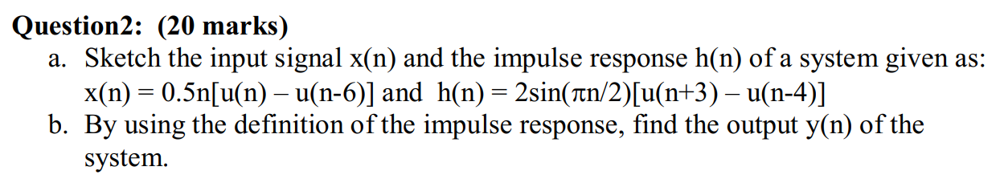 Question2: (20 marks)
a. Sketch the input signal x(n) and the impulse response h(n) of a system given as:
x(n) = 0.5n[u(n) – u(n-6)] and h(n) = 2sin(πn/2)[u(n+3) – u(n-4)]
b. By using the definition of the impulse response, find the output y(n) of the
system.